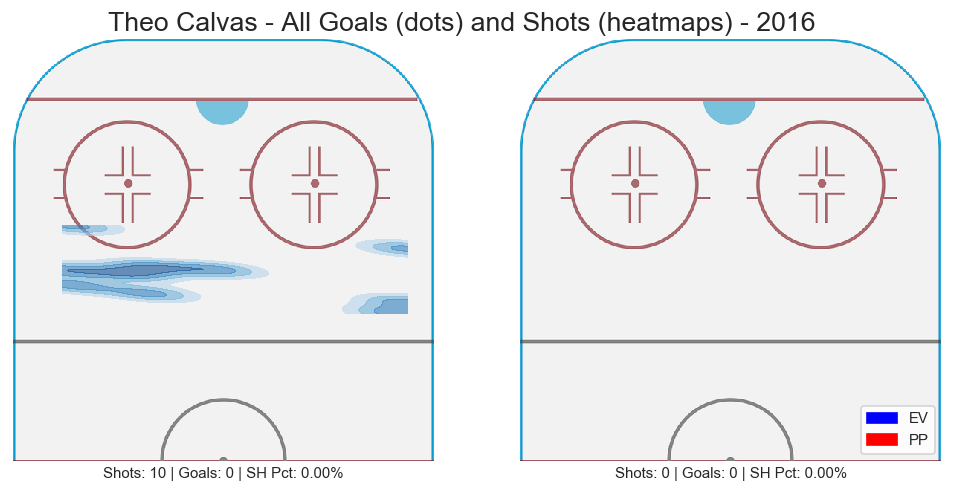 Theo Calvas - All Goals (dots) and Shots (heatmaps) - 2016
EV
PP
Shots: 10 | Goals: 0 | SH Pct: 0.00%
Shots: 0 | Goals: 0 | SH Pct: 0.00%